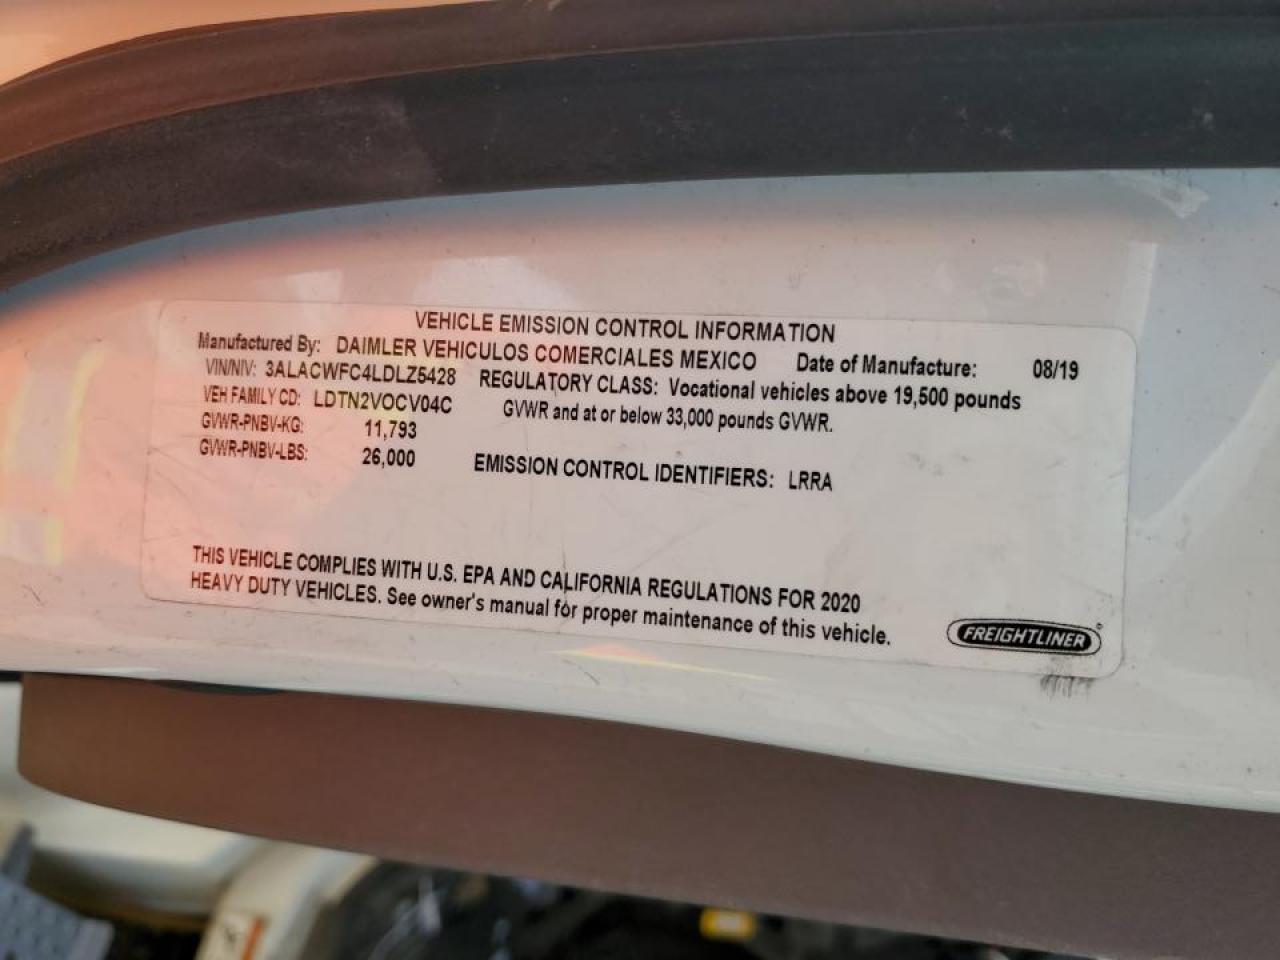 VEHICLE EMISSION CONTROL INFORMATION
Manufactured By: DAIMLER VEHICULOS COMERCIALES MEXICO Date of Manufacture: 08/19
VIN/NIV: 3ALACWFC4LDLZ5428 REGULATORY CLASS: Vocational vehicles above 19,500 pounds
VEH FAMILY CD: LDTN2VOCV04C GVWR and at or below 33,000 pounds GVWR.
GVWR-PNBV-KG: 11,793
GVWR-PNBV-LBS: 26,000 EMISSION CONTROL IDENTIFIERS: LRRA
THIS VEHICLE COMPLIES WITH U.S. EPA AND CALIFORNIA REGULATIONS FOR 2020
HEAVY DUTY VEHICLES. See owner's manual for proper maintenance of this vehicle.
FREIGHTLINER